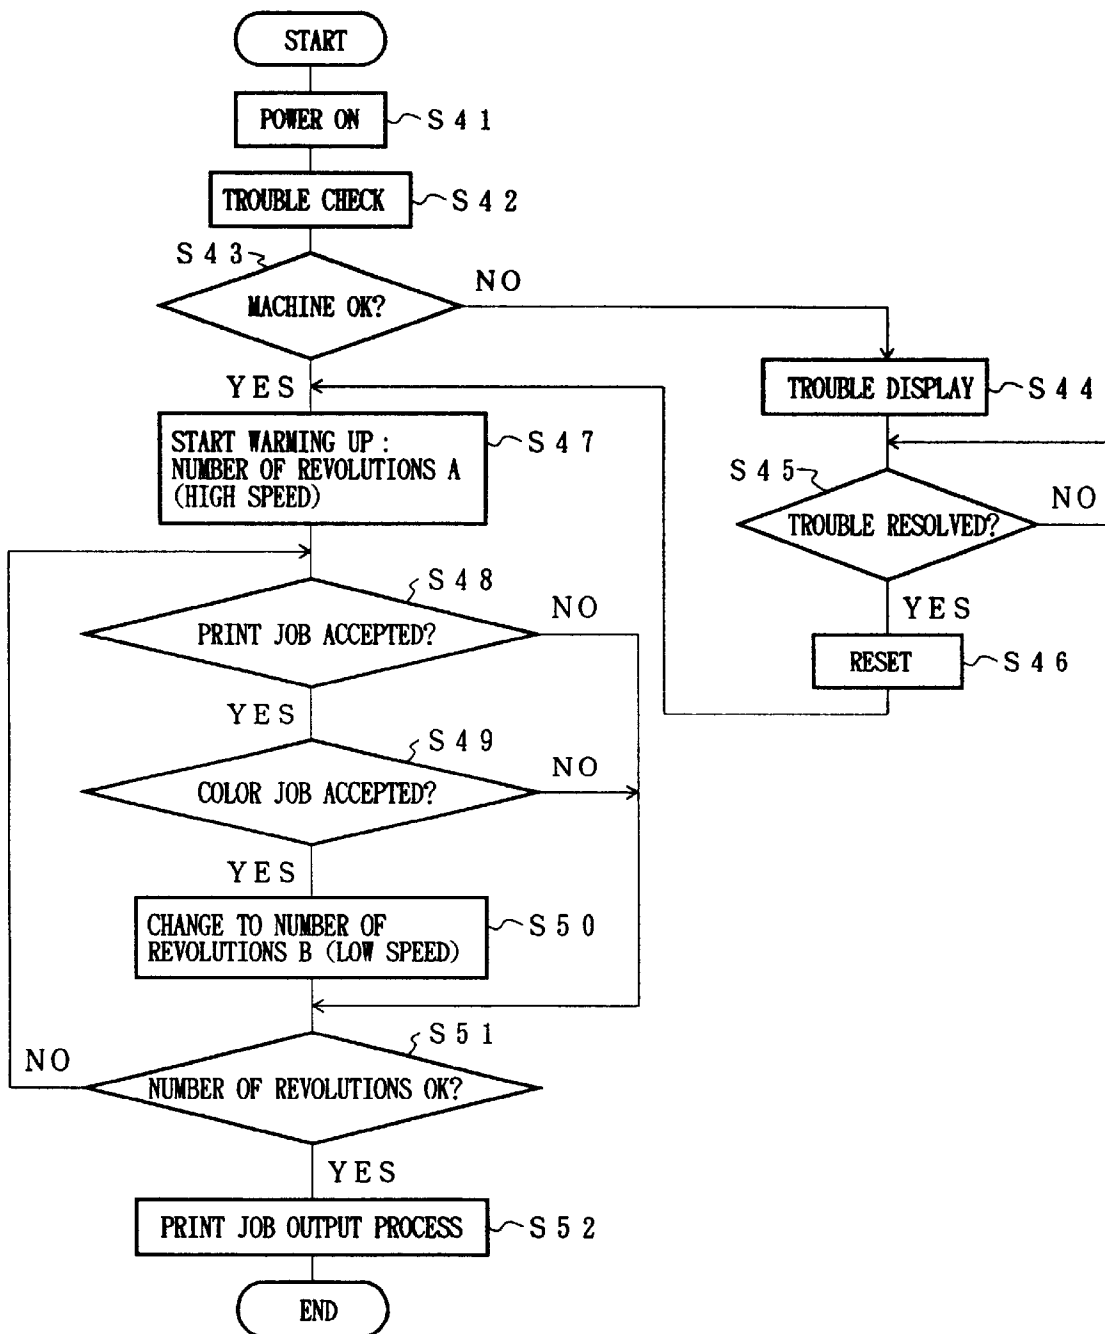 START
POWER ON
S41
TROUBLE CHECK
S42
S43
MACHINE OK?
NO
YES
TROUBLE DISPLAY
S44
START WARMING UP :
NUMBER OF REVOLUTIONS A
(HIGH SPEED)
S47
S45
TROUBLE RESOLVED?
NO
YES
RESET
S46
S48
PRINT JOB ACCEPTED?
NO
YES
S49
COLOR JOB ACCEPTED?
NO
YES
CHANGE TO NUMBER OF
REVOLUTIONS B (LOW SPEED)
S50
S51
NUMBER OF REVOLUTIONS OK?
NO
YES
PRINT JOB OUTPUT PROCESS
S52
END